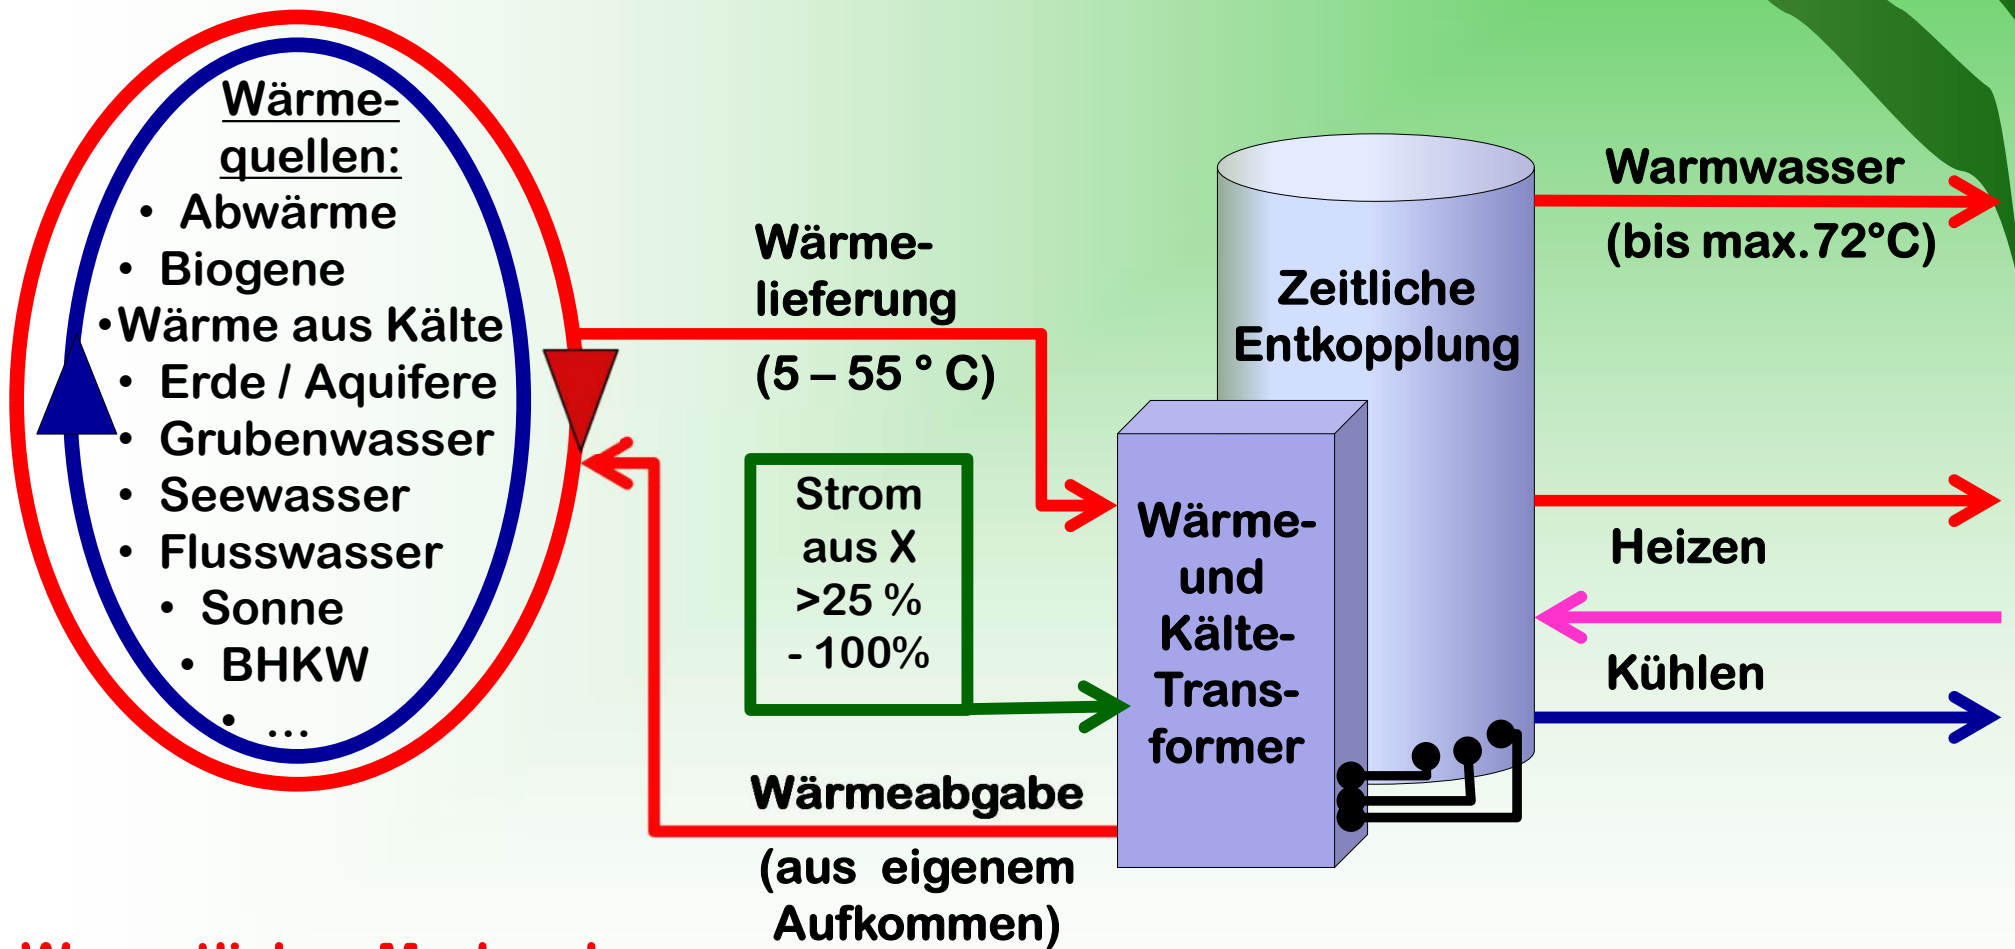 Wärme-
quellen:
• Abwärme
• Biogene
•Wärme aus Kälte
• Erde / Aquifere
• Grubenwasser
• Seewasser
• Flusswasser
• Sonne
• BHKW
• ...
Wärme-
lieferung
(5 – 55 ° C)
Strom
aus X
>25 %
- 100%
Wärmeabgabe
(aus eigenem
Aufkommen)
Zeitliche
Entkopplung
Wärme-
und
Kälte-
Trans-
former
Warmwasser
(bis max.72°C)
Heizen
Kühlen